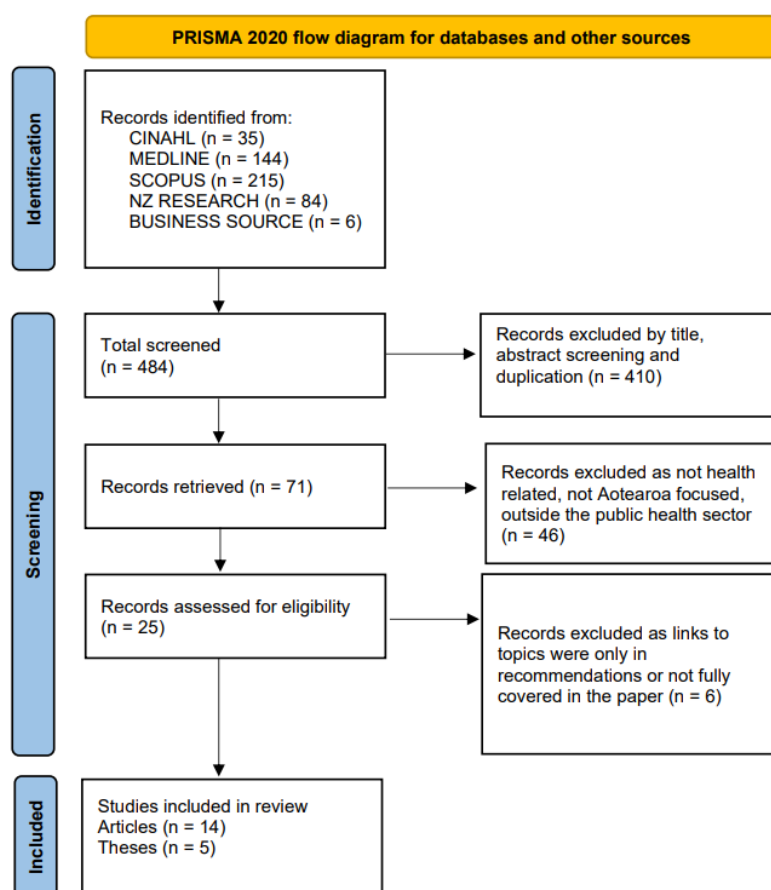 PRISMA 2020 flow diagram for databases and other sources
Identification
Records identified from:
CINAHL (n = 35)
MEDLINE (n = 144)
SCOPUS (n = 215)
NZ RESEARCH (n = 84)
BUSINESS SOURCE (n = 6)
Screening
Total screened
(n = 484)
Records excluded by title,
abstract screening and
duplication (n = 410)
Records retrieved (n = 71)
Records excluded as not health
related, not Aotearoa focused,
outside the public health sector
(n = 46)
Records assessed for eligibility
(n = 25)
Records excluded as links to
topics were only in
recommendations or not fully
covered in the paper (n = 6)
Included
Studies included in review
Articles (n = 14)
Theses (n = 5)